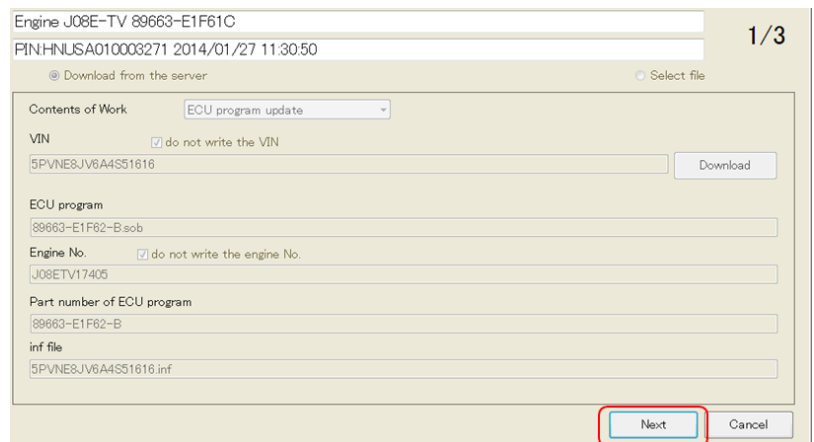 Engine J08E-TV 89663-E1F61C
1/3
PIN:HNUSA010003271 2014/01/27 11:30:50
Download from the server
Select file
Contents of Work
ECU program update
VIN
do not write the VIN
5PVNE8JV6A4S51616
Download
ECU program
89663-E1F62-B.sob
Engine No.
do not write the engine No.
J08ETV17405
Part number of ECU program
89663-E1F62-B
inf file
5PVNE8JV6A4S51616.inf
Next
Cancel